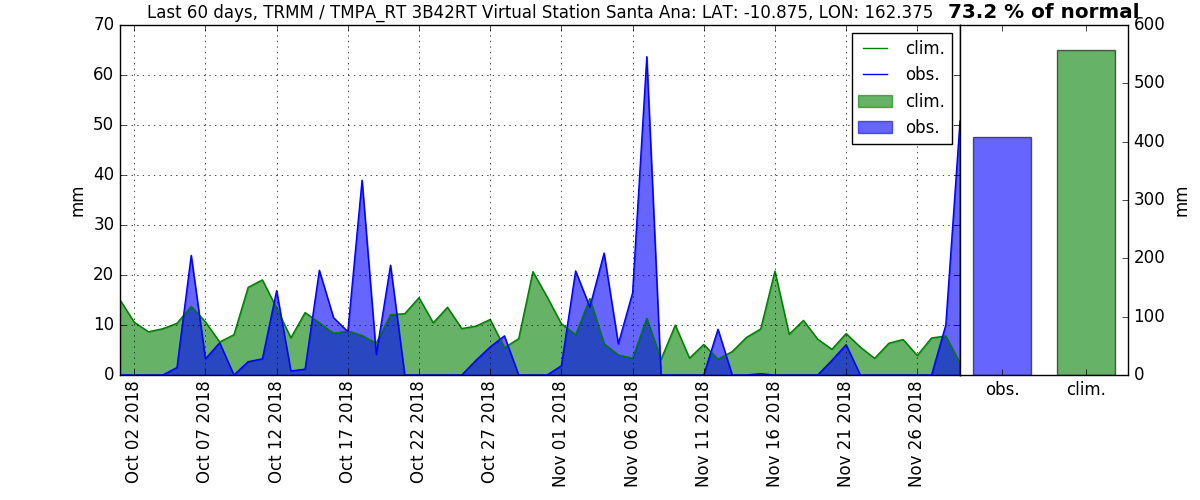 Last 60 days, TRMM / TMPA_RT 3B42RT Virtual Station Santa Ana: LAT: -10.875, LON: 162.375
73.2 % of normal
clim.
obs.
clim.
obs.
70
60
50
40
30
20
10
0
mm
600
500
400
300
200
100
0
mm
Oct 02 2018
Oct 07 2018
Oct 12 2018
Oct 17 2018
Oct 22 2018
Oct 27 2018
Nov 01 2018
Nov 06 2018
Nov 11 2018
Nov 16 2018
Nov 21 2018
Nov 26 2018
obs.
clim.